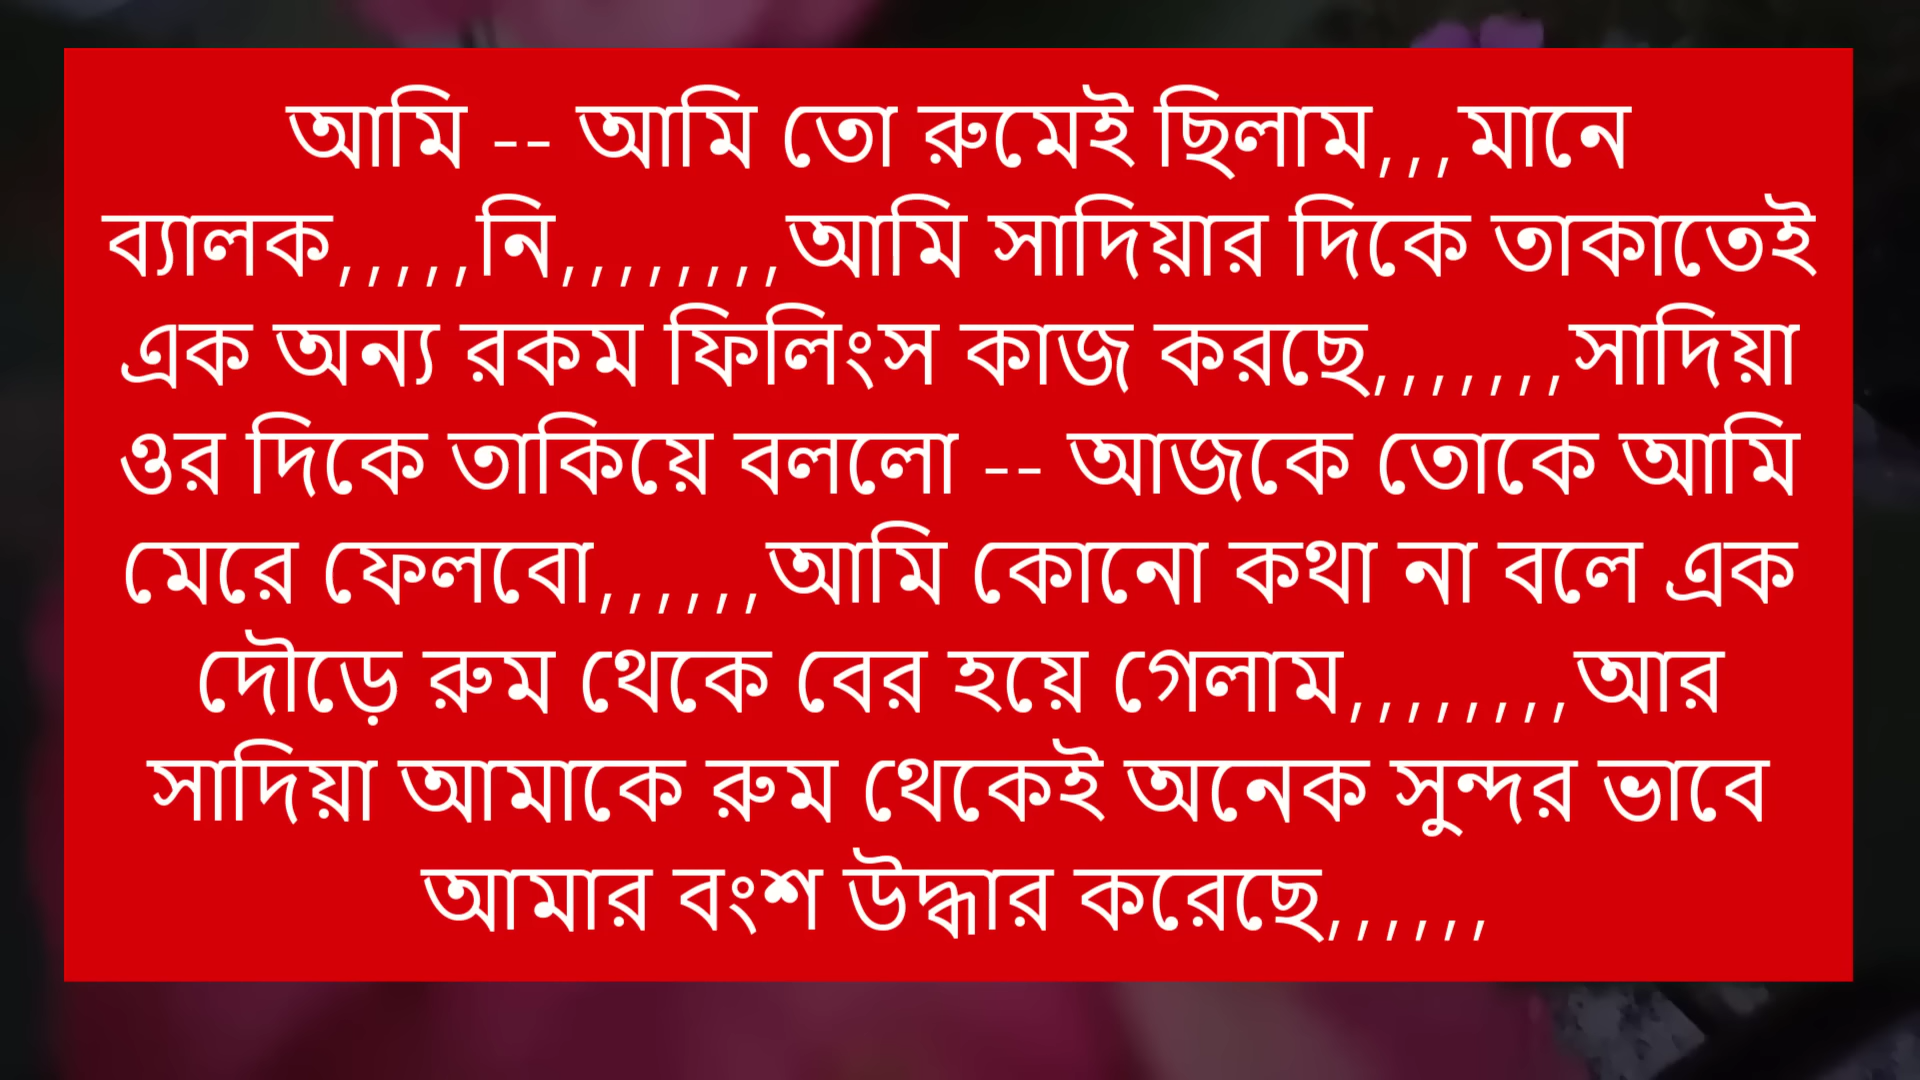 আমি -- আমি তো রুমেই ছিলাম,,,মানে
ব্যালক,,,,,নি,,,,,,,,আমি সাদিয়ার দিকে তাকাতেই
এক অন্য রকম ফিলিংস কাজ করছে,,,,,,,সাদিয়া
ওর দিকে তাকিয়ে বললো -- আজকে তোকে আমি
মেরে ফেলবো,,,,,,আমি কোনো কথা না বলে এক
দৌড়ে রুম থেকে বের হয়ে গেলাম,,,,,,,,আর
সাদিয়া আমাকে রুম থেকেই অনেক সুন্দর ভাবে
আমার বংশ উদ্ধার করেছে,,,,,,